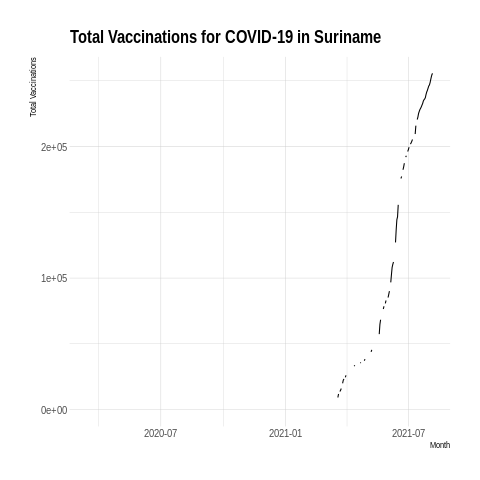 Total Vaccinations for COVID-19 in Suriname
Total Vaccinations
2e+05
1e+05
0e+00
2020-07
2021-01
2021-07
Month